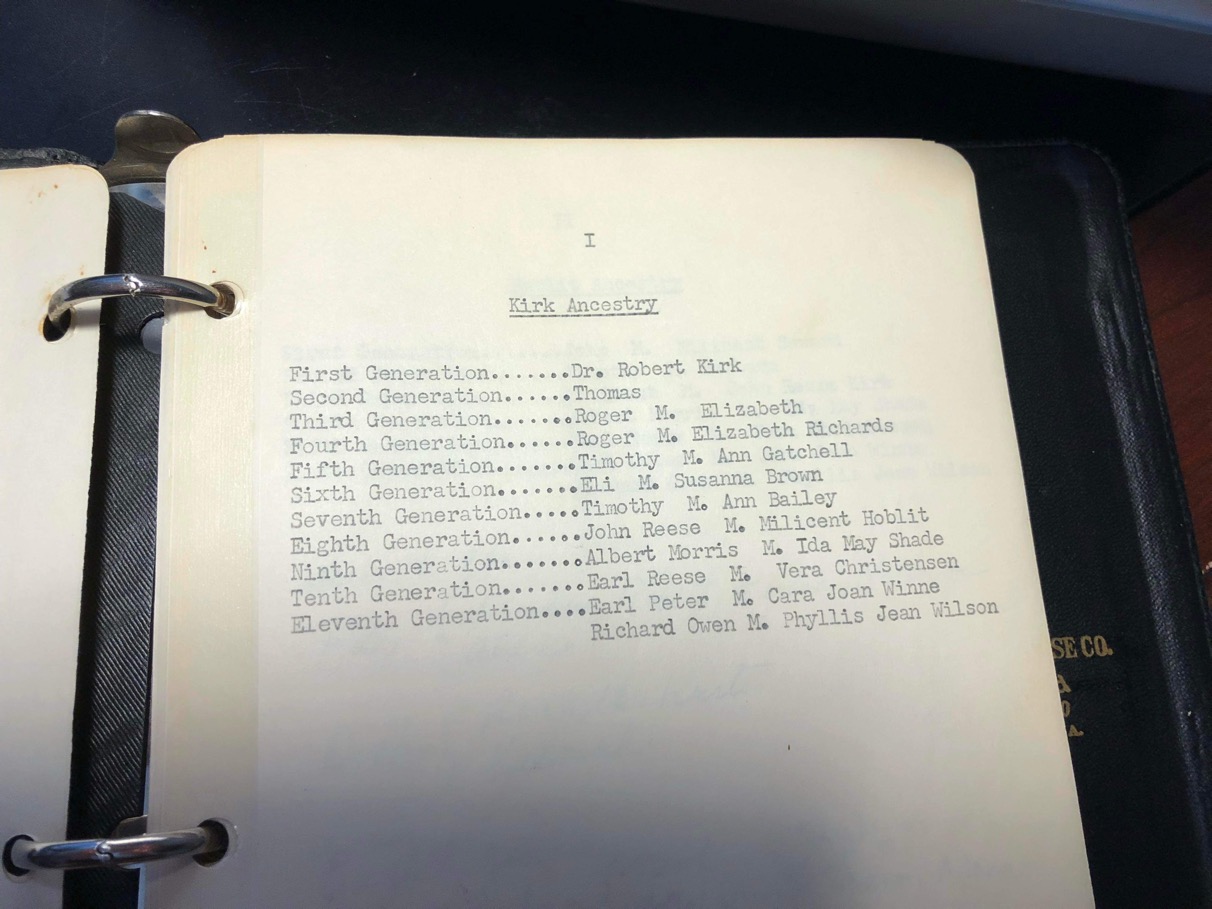 I
Kirk Ancestry
First Generation.......Dr. Robert Kirk
Second Generation......Thomas
Third Generation.......Roger M. Elizabeth
Fourth Generation......Roger M. Elizabeth Richards
Fifth Generation.......Timothy M. Ann Gatchell
Sixth Generation.......Eli M. Susanna Brown
Seventh Generation.....Timothy M. Ann Bailey
Eighth Generation......John Reese M. Milicent Hoblit
Ninth Generation.......Albert Morris M. Ida May Shade
Tenth Generation.......Earl Reese M. Vera Christensen
Eleventh Generation....Earl Peter M. Cara Joan Winne
Richard Owen M. Phyllis Jean Wilson
SE CO.
A
0
A.